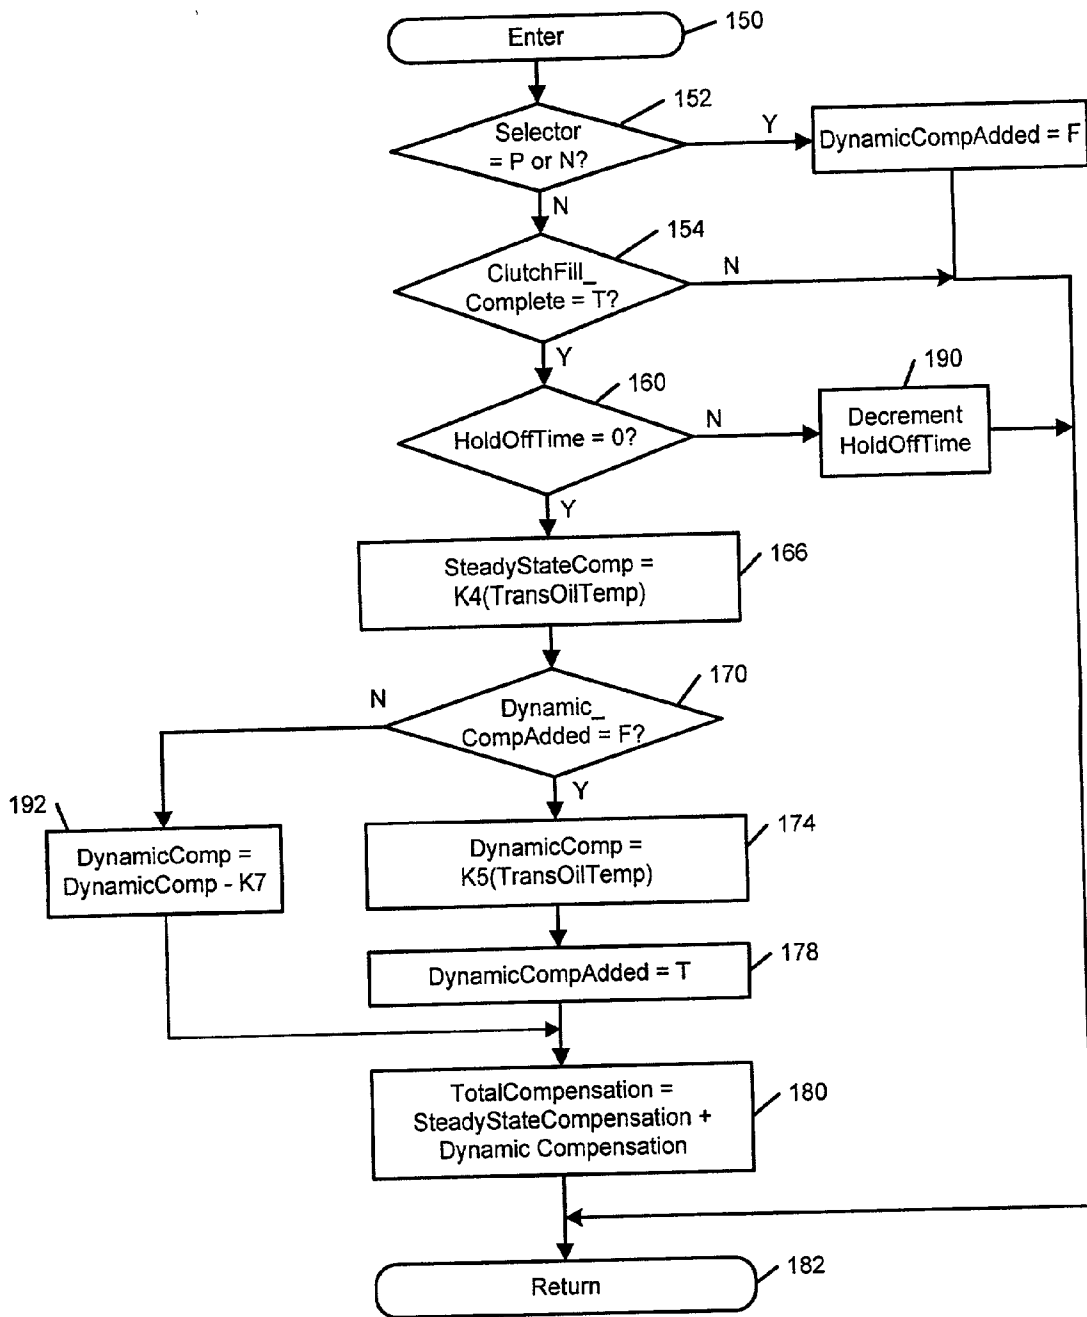 Enter
150
152
Selector
= P or N?
Y
DynamicCompAdded = F
N
154
ClutchFill_
Complete = T?
N
Y
160
190
HoldOffTime = 0?
N
Decrement
HoldOffTime
Y
SteadyStateComp =
K4(TransOilTemp)
166
170
N
Dynamic_
CompAdded = F?
Y
192
DynamicComp =
DynamicComp - K7
DynamicComp =
K5(TransOilTemp)
174
DynamicCompAdded = T
178
TotalCompensation =
SteadyStateCompensation +
Dynamic Compensation
180
Return
182